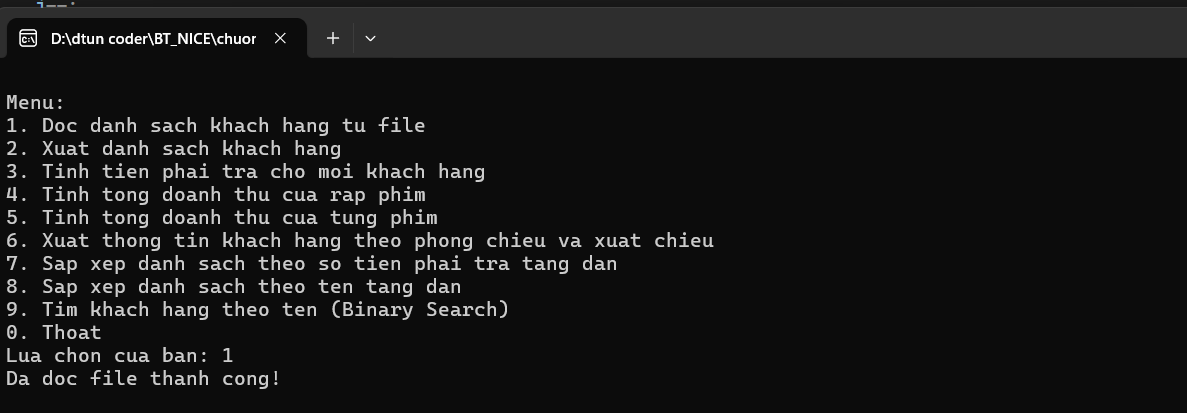 D:\dtun coder\BT_NICE\chuor
Menu:
1. Doc danh sach khach hang tu file
2. Xuat danh sach khach hang
3. Tinh tien phai tra cho moi khach hang
4. Tinh tong doanh thu cua rap phim
5. Tinh tong doanh thu cua tung phim
6. Xuat thong tin khach hang theo phong chieu va xuat chieu
7. Sap xep danh sach theo so tien phai tra tang dan
8. Sap xep danh sach theo ten tang dan
9. Tim khach hang theo ten (Binary Search)
0. Thoat
Lua chon cua ban: 1
Da doc file thanh cong!